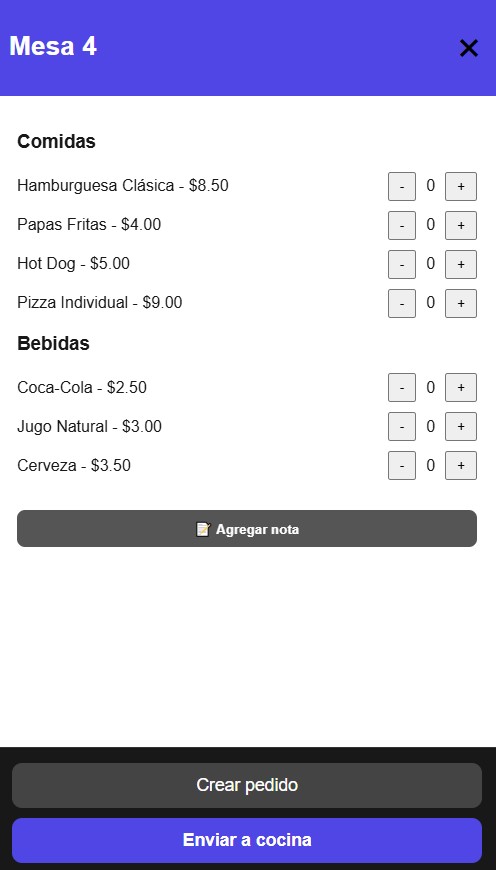 Mesa 4 ✕
Comidas
Hamburguesa Clásica - $8.50 - 0 +
Papas Fritas - $4.00 - 0 +
Hot Dog - $5.00 - 0 +
Pizza Individual - $9.00 - 0 +
Bebidas
Coca-Cola - $2.50 - 0 +
Jugo Natural - $3.00 - 0 +
Cerveza - $3.50 - 0 +
📝 Agregar nota
Crear pedido
Enviar a cocina